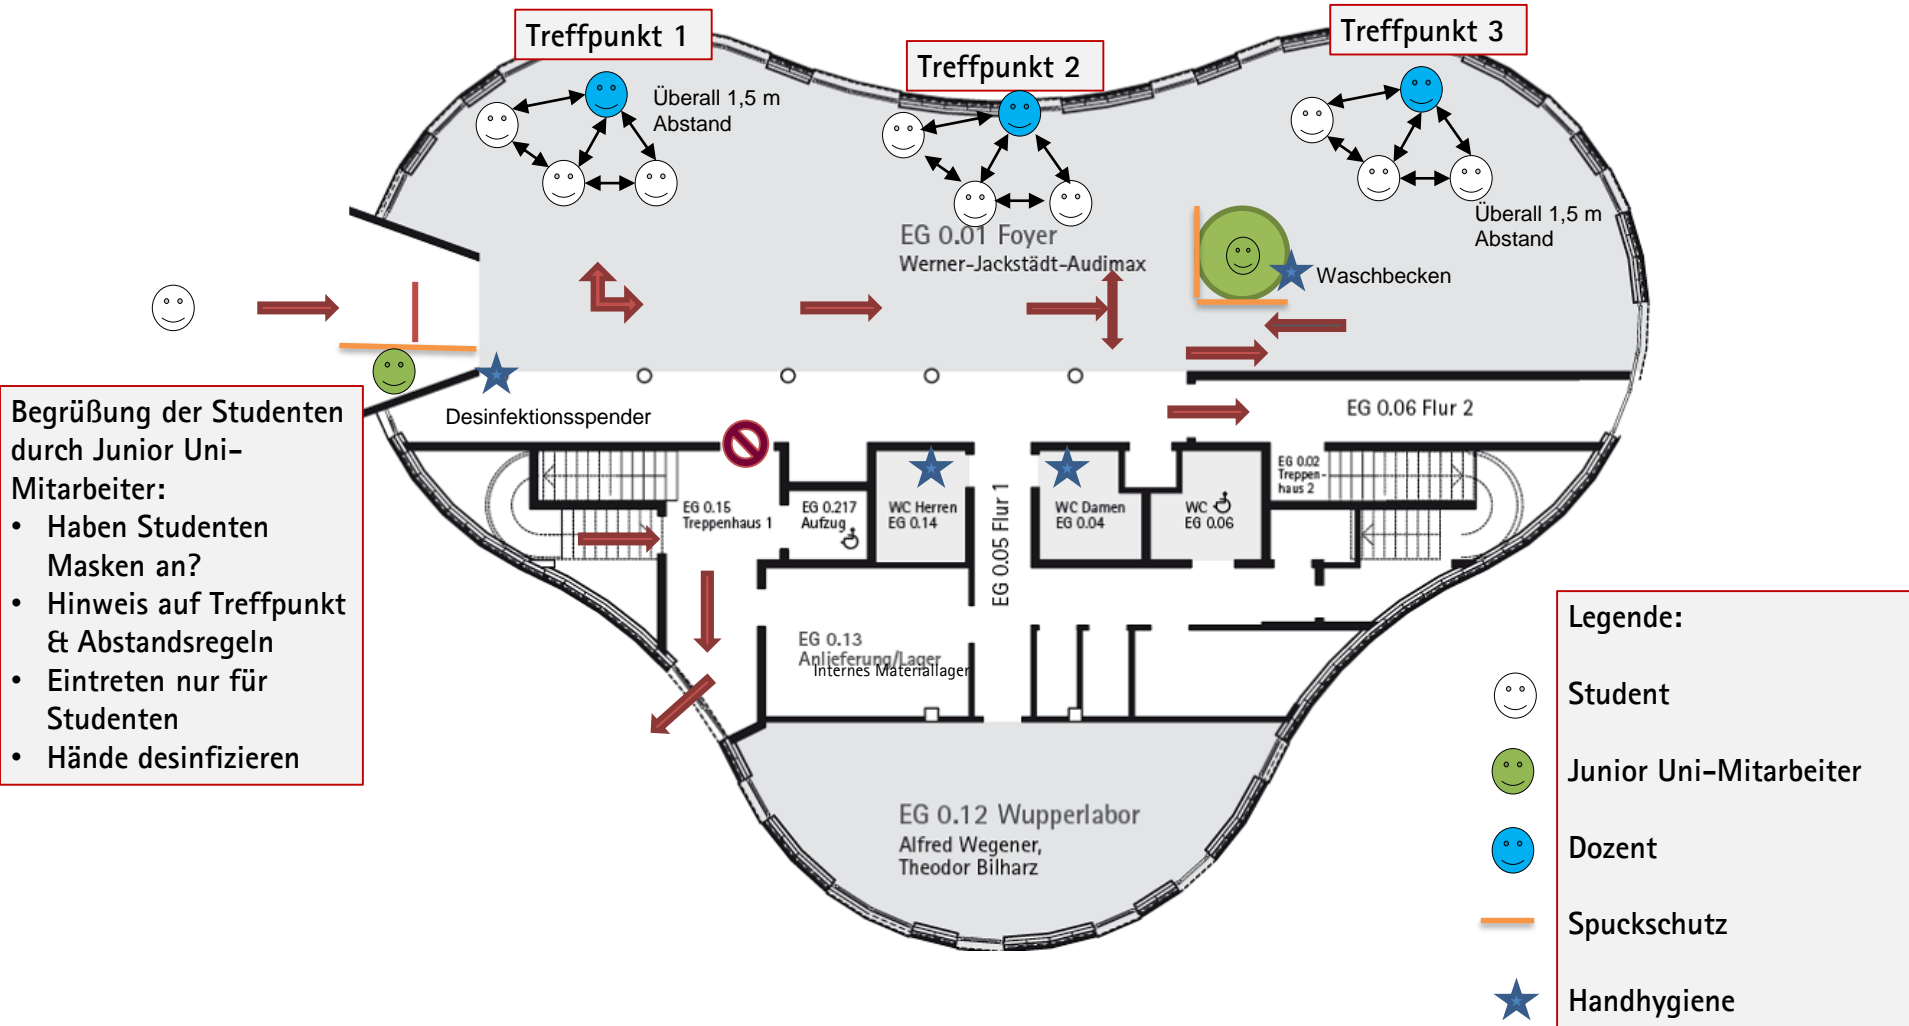 Treffpunkt 1
Treffpunkt 2
Treffpunkt 3
Überall 1,5 m
Abstand
Überall 1,5 m
Abstand
EG 0.01 Foyer
Werner-Jackstädt-Audimax
Waschbecken
Desinfektionsspender
EG 0.06 Flur 2
Begrüßung der Studenten
durch Junior Uni-
Mitarbeiter:
• Haben Studenten
Masken an?
• Hinweis auf Treffpunkt
& Abstandsregeln
• Eintreten nur für
Studenten
• Hände desinfizieren
EG 0.15
Treppenhaus 1
EG 0.217
Aufzug
WC Herren
EG 0.14
EG 0.05 Flur 1
WC Damen
EG 0.04
WC
EG 0.06
EG 0.02
Treppen-
haus 2
EG 0.13
Anlieferung/Lager
Internes Materiallager
EG 0.12 Wupperlabor
Alfred Wegener,
Theodor Bilharz
Legende:
Student
Junior Uni-Mitarbeiter
Dozent
Spuckschutz
Handhygiene